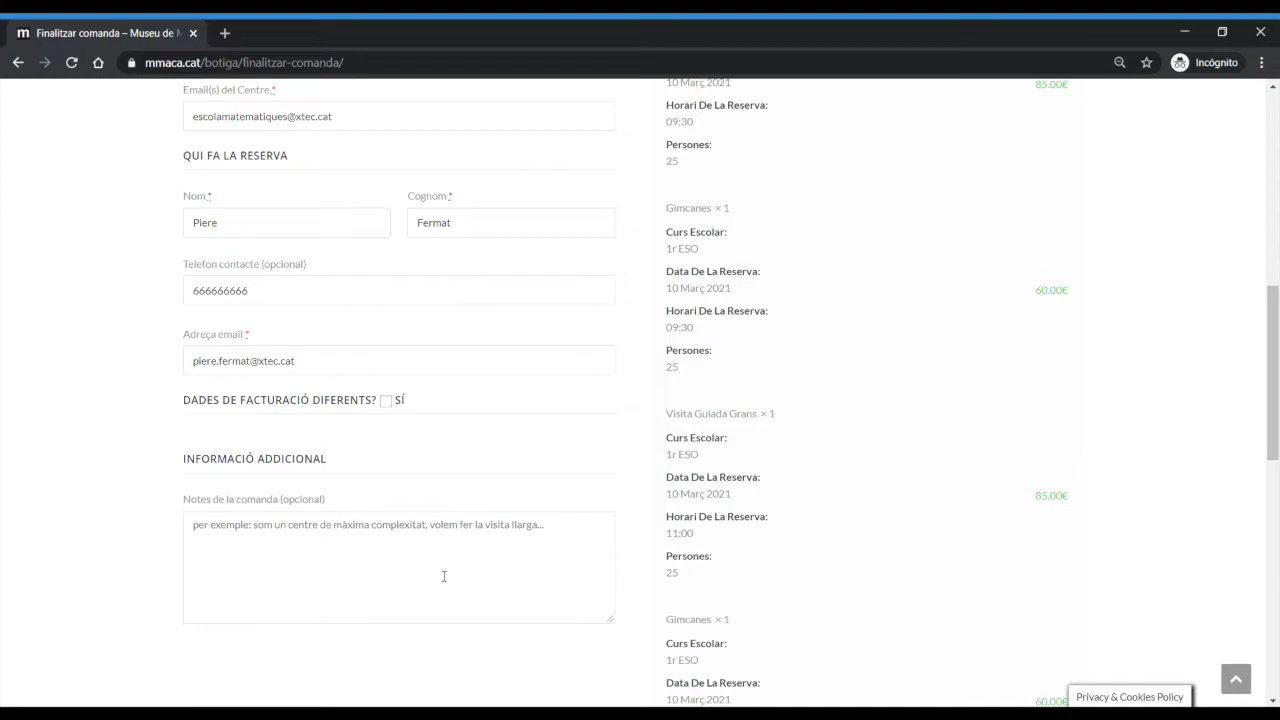 Finalitzar comanda – Museu de M
mmaca.cat/botiga/finalitzar-comanda/
Incógnito
Email(s) del Centre *
escolamatematiques@xtec.cat
QUI FA LA RESERVA
Nom *
Cognom *
Piere
Fermat
Telefon contacte (opcional)
666666666
Adreça email *
piere.fermat@xtec.cat
DADES DE FACTURACIÓ DIFERENTS? SÍ
INFORMACIÓ ADDICIONAL
Notes de la comanda (opcional)
per exemple: som un centre de màxima complexitat, volem fer la visita llarga...
10 Març 2021
85.00€
Horari De La Reserva:
09:30
Persones:
25
Gimcanes × 1
Curs Escolar:
1r ESO
Data De La Reserva:
10 Març 2021
60.00€
Horari De La Reserva:
09:30
Persones:
25
Visita Guiada Grans × 1
Curs Escolar:
1r ESO
Data De La Reserva:
10 Març 2021
85.00€
Horari De La Reserva:
11:00
Persones:
25
Gimcanes × 1
Curs Escolar:
1r ESO
Data De La Reserva:
10 Març 2021
60.00€
Privacy & Cookies Policy